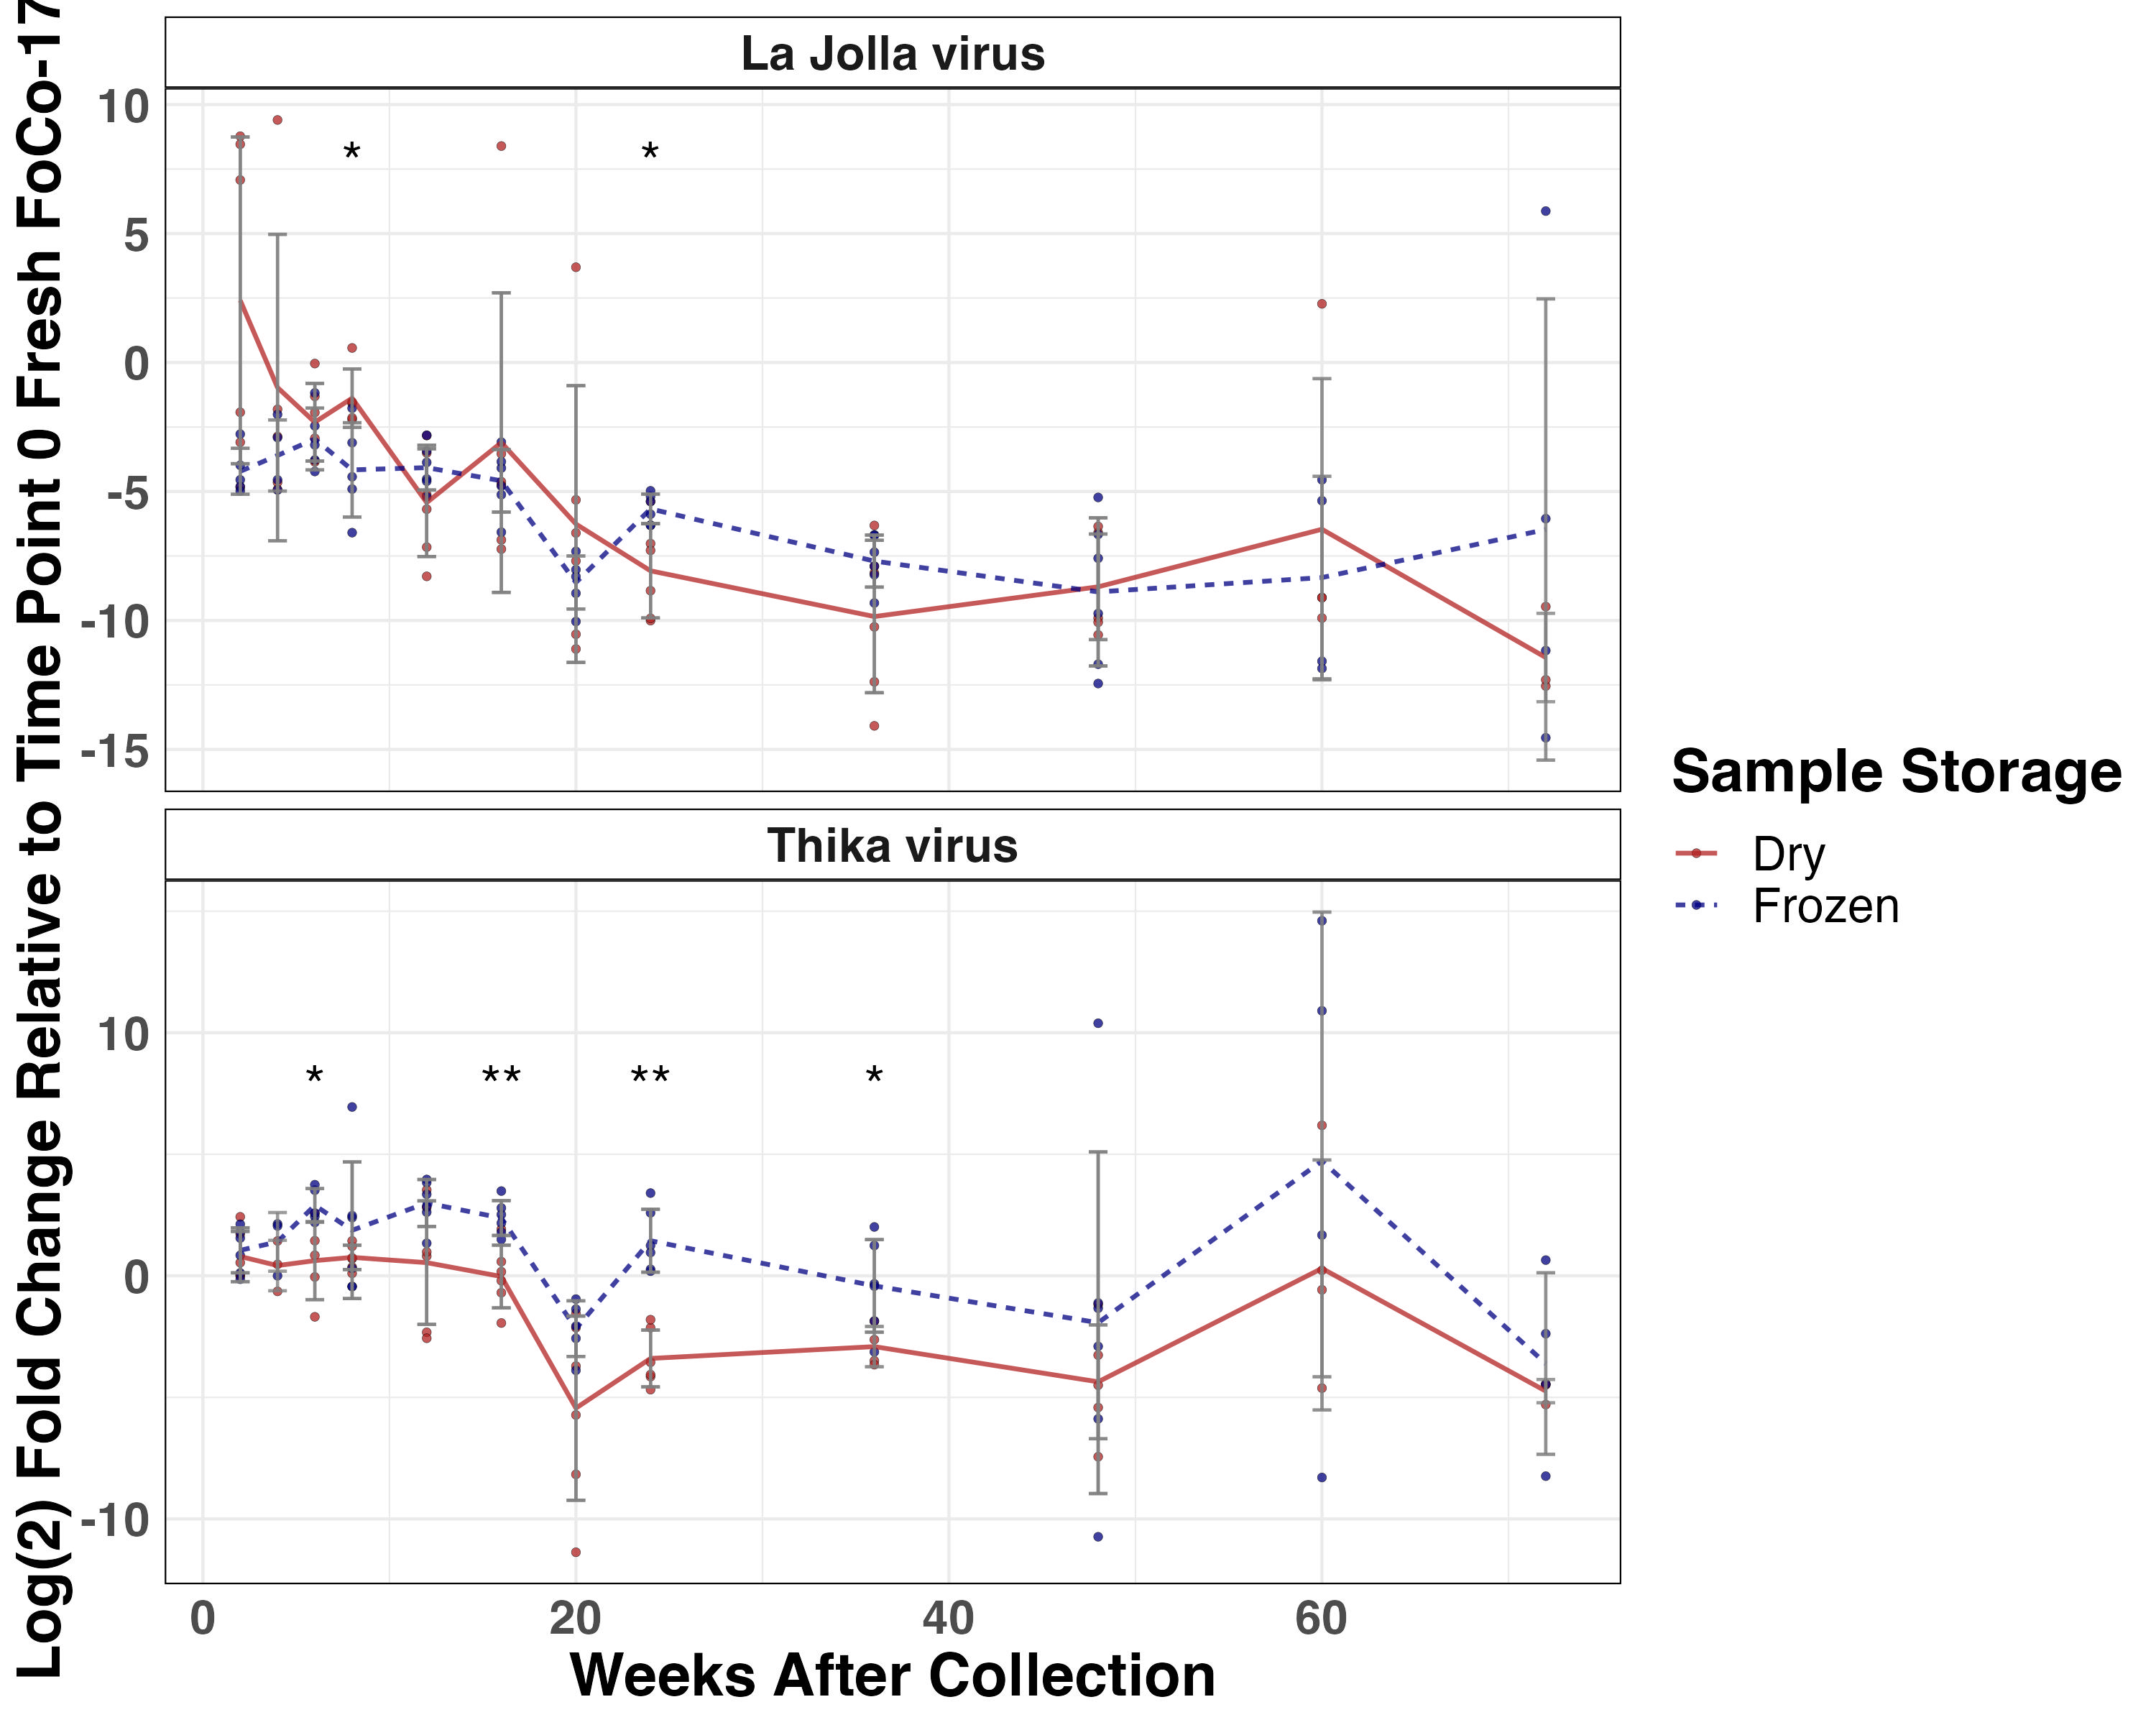 Log(2) Fold Change Relative to Time Point 0 Fresh FoCo-17
La Jolla virus
10
5
0
-5
-10
-15
* *
Thika virus
10
0
-10
* ** ** *
0 20 40 60
Weeks After Collection
Sample Storage
Dry
Frozen